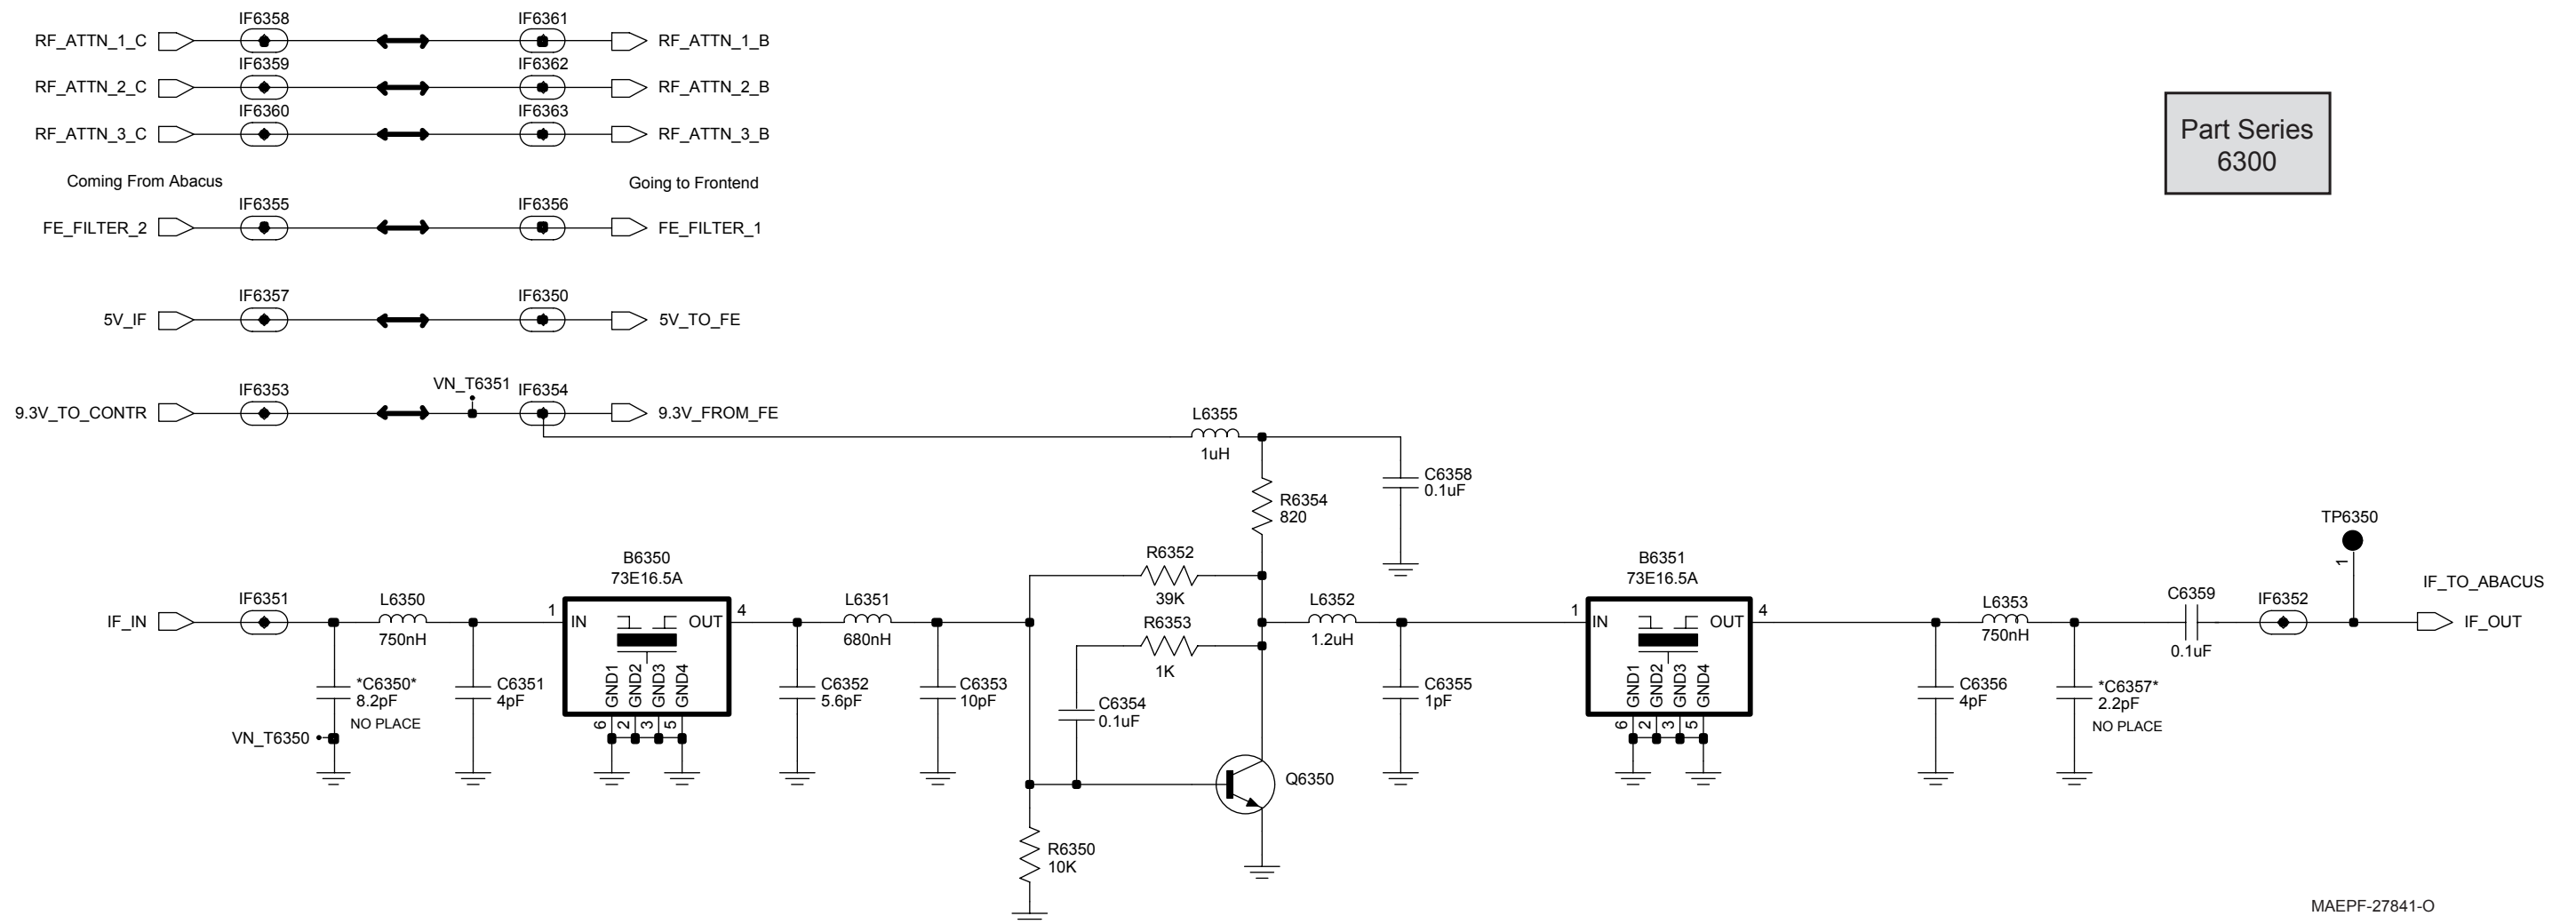 IF6358
IF6361
RF_ATTN_1_C
RF_ATTN_1_B
IF6359
IF6362
RF_ATTN_2_C
RF_ATTN_2_B
IF6360
IF6363
RF_ATTN_3_C
RF_ATTN_3_B
Part Series
6300
Coming From Abacus
Going to Frontend
IF6355
IF6356
FE_FILTER_2
FE_FILTER_1
IF6357
IF6350
5V_IF
5V_TO_FE
IF6353
VN_T6351
IF6354
9.3V_TO_CONTR
9.3V_FROM_FE
L6355
1uH
C6358
0.1uF
R6354
820
TP6350
1
B6350
73E16.5A
R6352
39K
B6351
73E16.5A
IF_TO_ABACUS
IF_IN
IF6351
L6350
750nH
1
IN
OUT
4
GND1
GND2
GND3
GND4
6
2
3
5
L6351
680nH
R6353
1K
L6352
1.2uH
1
IN
OUT
4
GND1
GND2
GND3
GND4
6
2
3
5
L6353
750nH
C6359
0.1uF
IF6352
IF_OUT
*C6350*
8.2pF
NO PLACE
VN_T6350
C6351
4pF
C6352
5.6pF
C6353
10pF
C6354
0.1uF
C6355
1pF
C6356
4pF
*C6357*
2.2pF
NO PLACE
Q6350
R6350
10K
MAEPF-27841-O